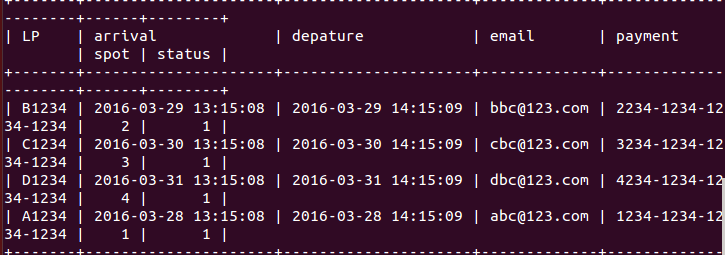 +-------+---------------------+---------------------+-------------+-------------
--------+------+--------+
| LP    | arrival             | depature            | email       | payment
        | spot | status |
+-------+---------------------+---------------------+-------------+-------------
--------+------+--------+
| B1234 | 2016-03-29 13:15:08 | 2016-03-29 14:15:09 | bbc@123.com | 2234-1234-12
34-1234 |    2 |      1 |
| C1234 | 2016-03-30 13:15:08 | 2016-03-30 14:15:09 | cbc@123.com | 3234-1234-12
34-1234 |    3 |      1 |
| D1234 | 2016-03-31 13:15:08 | 2016-03-31 14:15:09 | dbc@123.com | 4234-1234-12
34-1234 |    4 |      1 |
| A1234 | 2016-03-28 13:15:08 | 2016-03-28 14:15:09 | abc@123.com | 1234-1234-12
34-1234 |    1 |      1 |
+-------+---------------------+---------------------+-------------+-------------